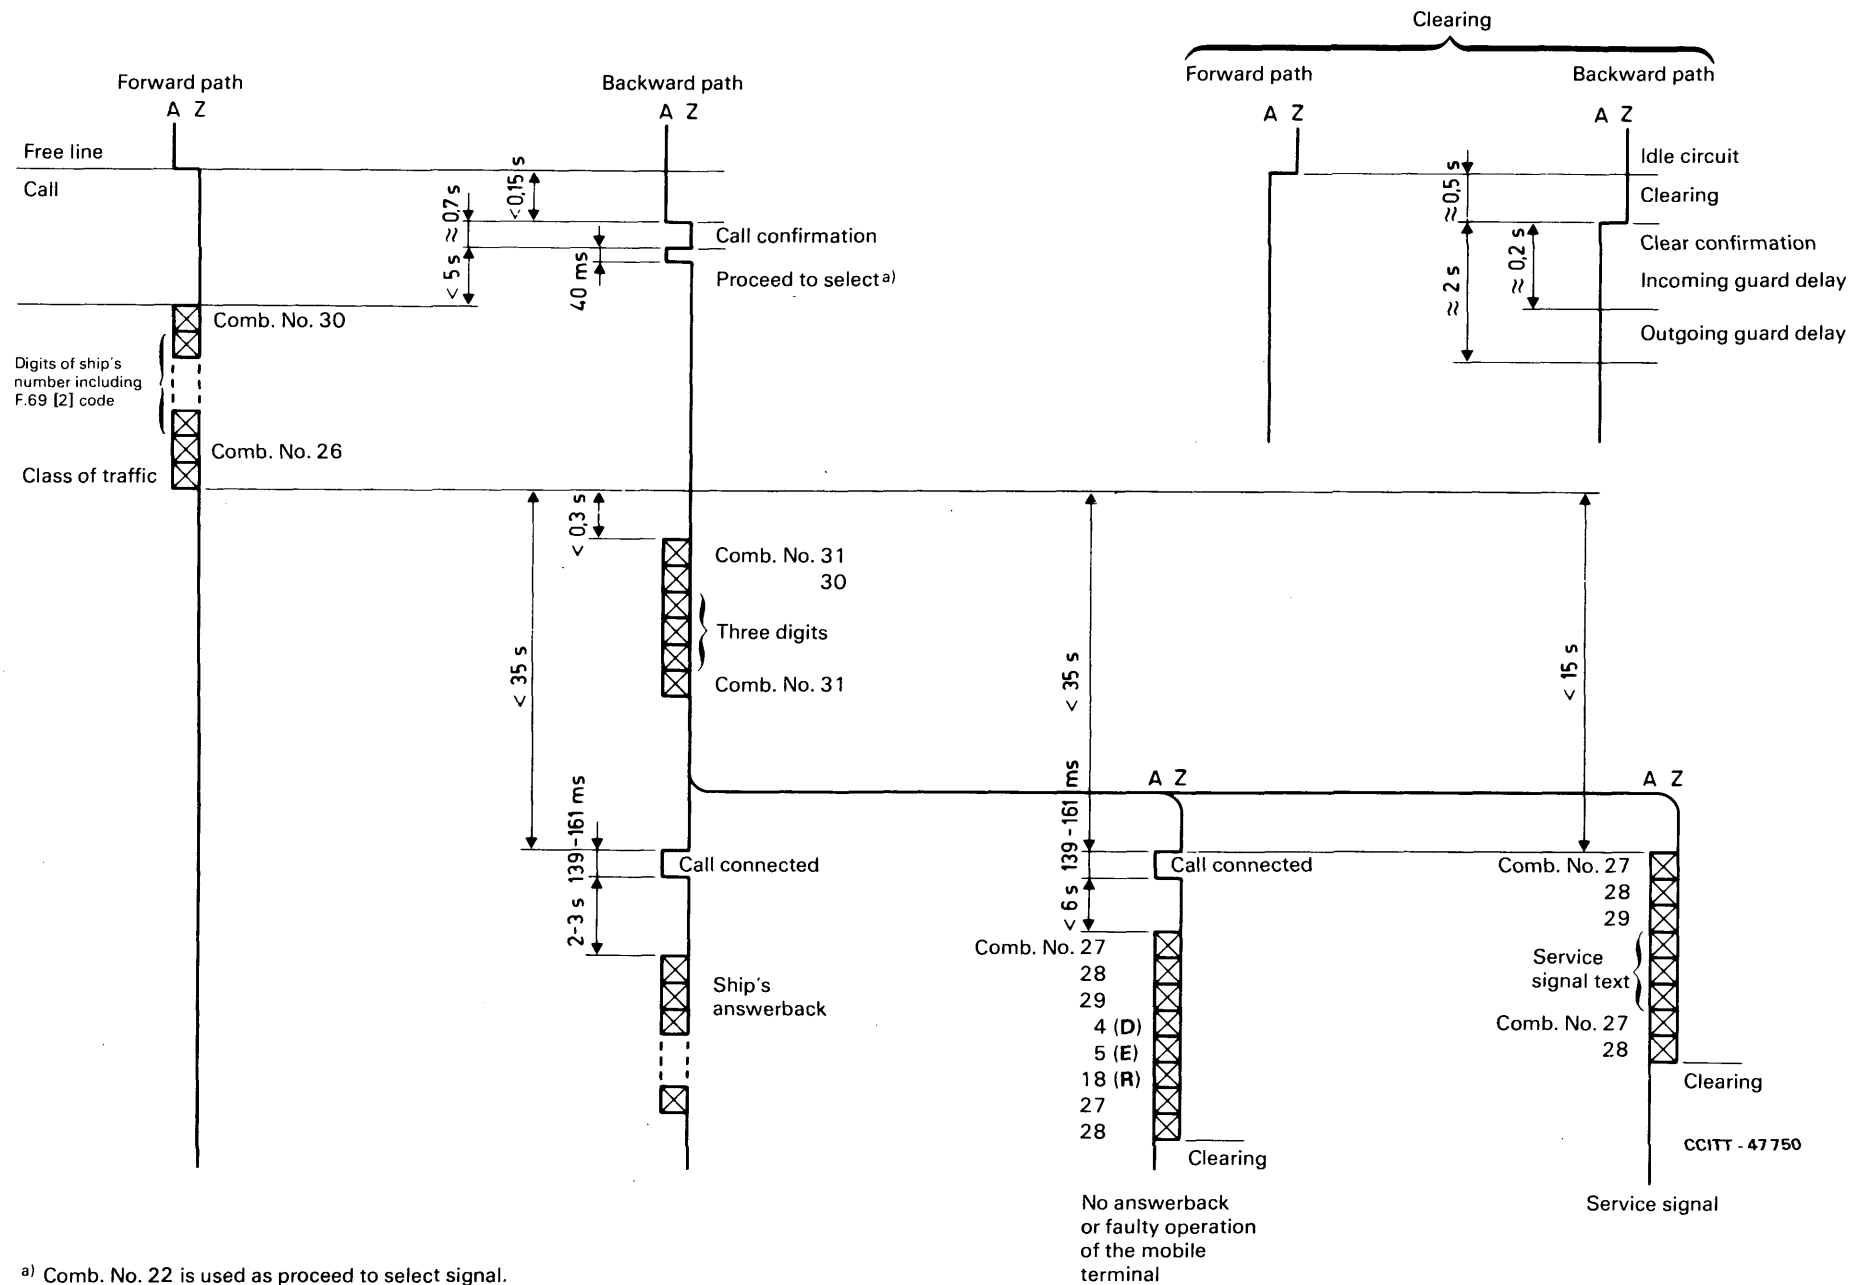 Clearing
Forward path
Backward path
Forward path
Backward path
A Z
A Z
A Z
A Z
Free line
Call
< 0,15 s
≈ 0,7 s
< 5 s
40 ms
Call confirmation
Proceed to select a)
≈ 0,5 s
≈ 2 s
≈ 0,2 s
Idle circuit
Clearing
Clear confirmation
Incoming guard delay
Outgoing guard delay
Comb. No. 30
Digits of ship's
number including
F.69 [2] code
Comb. No. 26
Class of traffic
< 0,3 s
< 35 s
Comb. No. 31
30
Three digits
Comb. No. 31
< 35 s
< 15 s
A Z
A Z
139 – 161 ms
Call connected
2-3 s
Ship's
answerback
139 – 161 ms
Call connected
< 6 s
Comb. No. 27
28
29
4 (D)
5 (E)
18 (R)
27
28
Clearing
No answerback
or faulty operation
of the mobile
terminal
Comb. No. 27
28
29
Service
signal text
Comb. No. 27
28
Clearing
CCITT - 47750
Service signal
a) Comb. No. 22 is used as proceed to select signal.